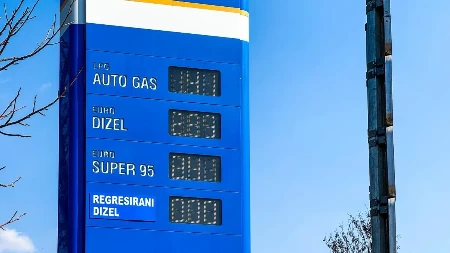 LPG
AUTO GAS
EURO
DIZEL
EURO
SUPER 95
REGRESIRANI
DIZEL